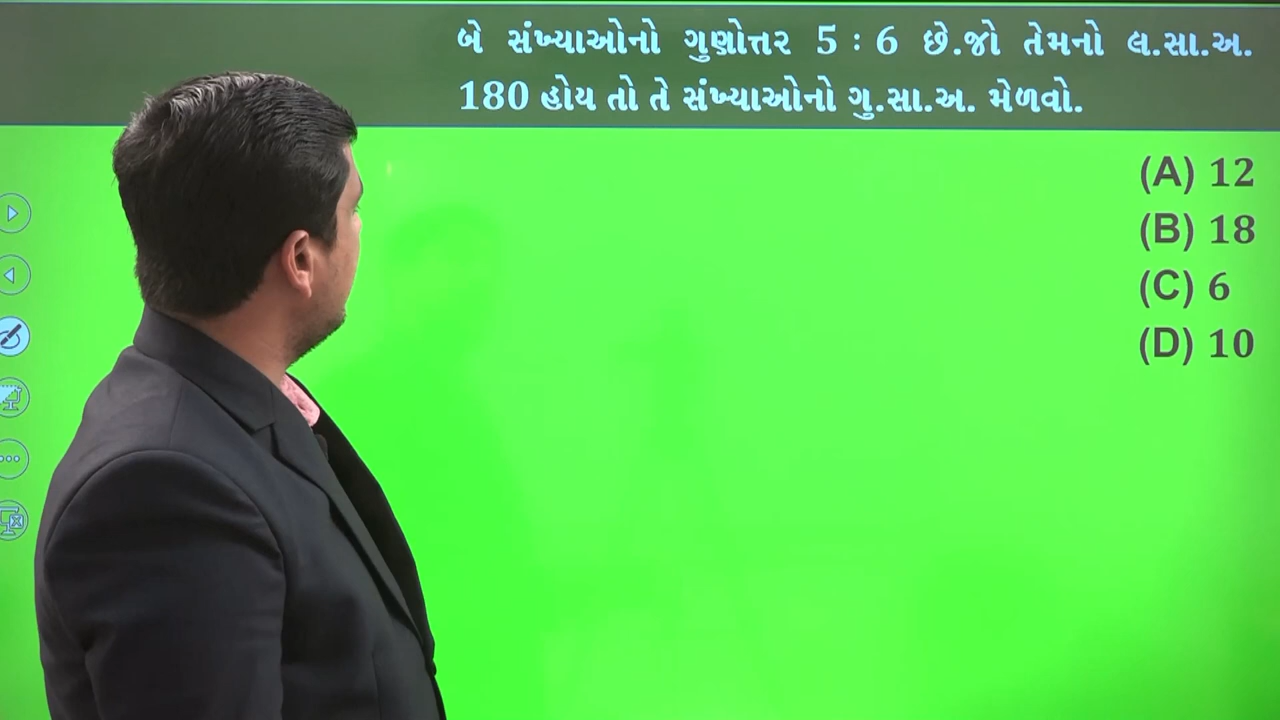 બે સંખ્યાઓનો ગુણોત્તર 5 : 6 છે.જો તેમનો લ.સા.અ.
180 હોય તો તે સંખ્યાઓનો ગુ.સા.અ. મેળવો.
(A) 12
(B) 18
(C) 6
(D) 10